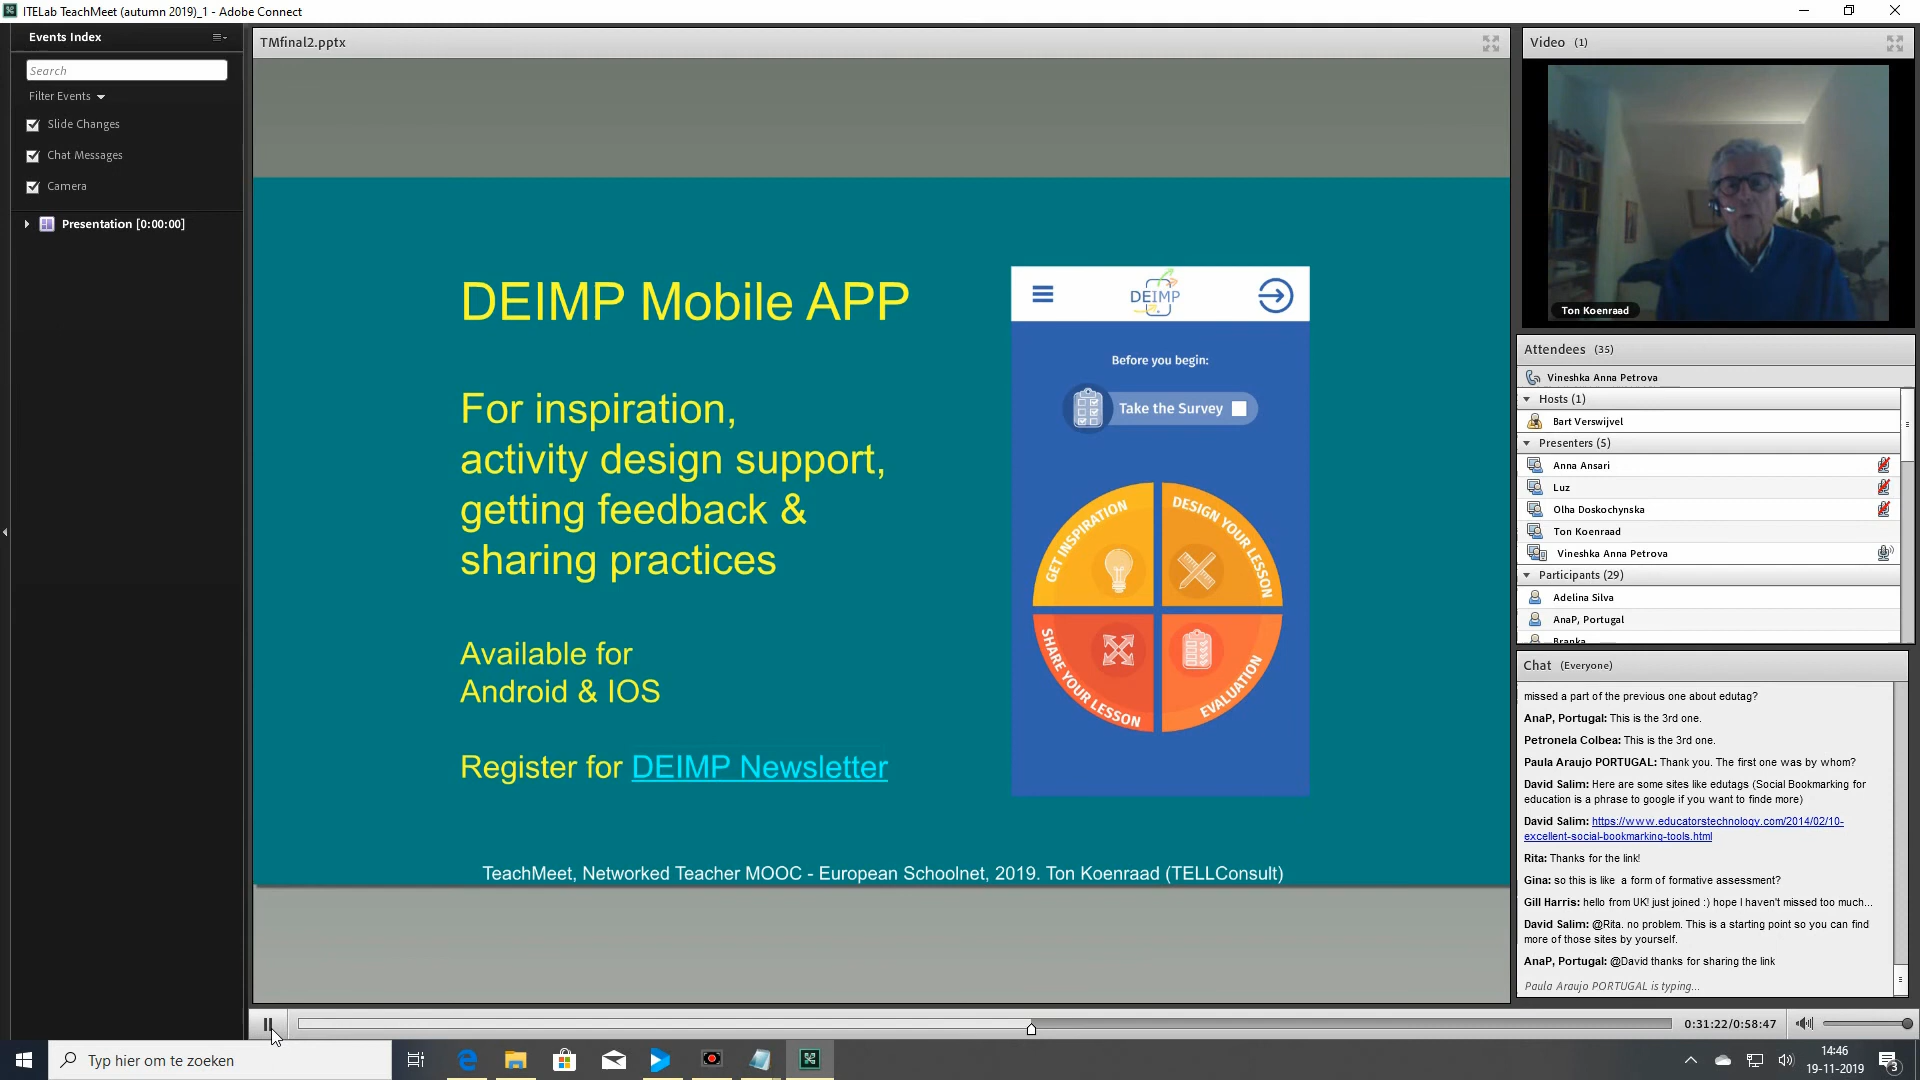 ITELab TeachMeet (autumn 2019)_1 - Adobe Connect
Events Index
Search
Filter Events
Slide Changes
Chat Messages
Camera
Presentation [0:00:00]
TMfinal2.pptx
DEIMP Mobile APP
For inspiration,
activity design support,
getting feedback &
sharing practices
Available for
Android & IOS
Register for DEIMP Newsletter
DEIMP
Before you begin:
Take the Survey
GET INSPIRATION
DESIGN YOUR LESSON
SHARE YOUR LESSON
EVALUATION
TeachMeet, Networked Teacher MOOC - European Schoolnet, 2019. Ton Koenraad (TELLConsult)
Video (1)
Ton Koenraad
Attendees (35)
Vineshka Anna Petrova
Hosts (1)
Bart Verswijvel
Presenters (5)
Anna Ansari
Luz
Olha Doskochynska
Ton Koenraad
Vineshka Anna Petrova
Participants (29)
Adelina Silva
AnaP, Portugal
Branka
Chat (Everyone)
missed a part of the previous one about edutag?
AnaP, Portugal: This is the 3rd one.
Petronela Colbea: This is the 3rd one.
Paula Araujo PORTUGAL: Thank you. The first one was by whom?
David Salim: Here are some sites like edutags (Social Bookmarking for
education is a phrase to google if you want to finde more)
David Salim: https://www.educatorstechnology.com/2014/02/10-
excellent-social-bookmarking-tools.html
Rita: Thanks for the link!
Gina: so this is like a form of formative assessment?
Gill Harris: hello from UK! just joined :) hope I haven't missed too much...
David Salim: @Rita. no problem. This is a starting point so you can find
more of those sites by yourself.
AnaP, Portugal: @David thanks for sharing the link
Paula Araujo PORTUGAL is typing...
0:31:22/0:58:47
Typ hier om te zoeken
14:46
19-11-2019
3